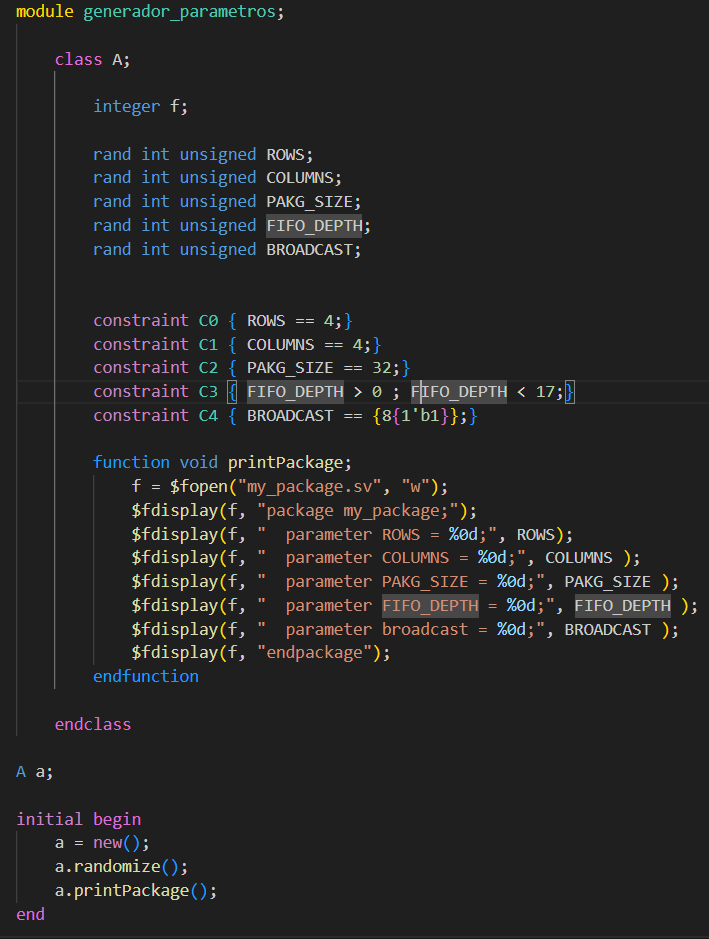 module generador_parametros;
class A;
integer f;
rand int unsigned ROWS;
rand int unsigned COLUMNS;
rand int unsigned PAKG_SIZE;
rand int unsigned FIFO_DEPTH;
rand int unsigned BROADCAST;
constraint C0 { ROWS == 4;}
constraint C1 { COLUMNS == 4;}
constraint C2 { PAKG_SIZE == 32;}
constraint C3 { FIFO_DEPTH > 0 ; FIFO_DEPTH < 17;}
constraint C4 { BROADCAST == {8{1'b1}};}
function void printPackage;
f = $fopen("my_package.sv", "w");
$fdisplay(f, "package my_package;");
$fdisplay(f, "  parameter ROWS = %0d;", ROWS);
$fdisplay(f, "  parameter COLUMNS = %0d;", COLUMNS );
$fdisplay(f, "  parameter PAKG_SIZE = %0d;", PAKG_SIZE );
$fdisplay(f, "  parameter FIFO_DEPTH = %0d;", FIFO_DEPTH );
$fdisplay(f, "  parameter broadcast = %0d;", BROADCAST );
$fdisplay(f, "endpackage");
endfunction
endclass
A a;
initial begin
a = new();
a.randomize();
a.printPackage();
end